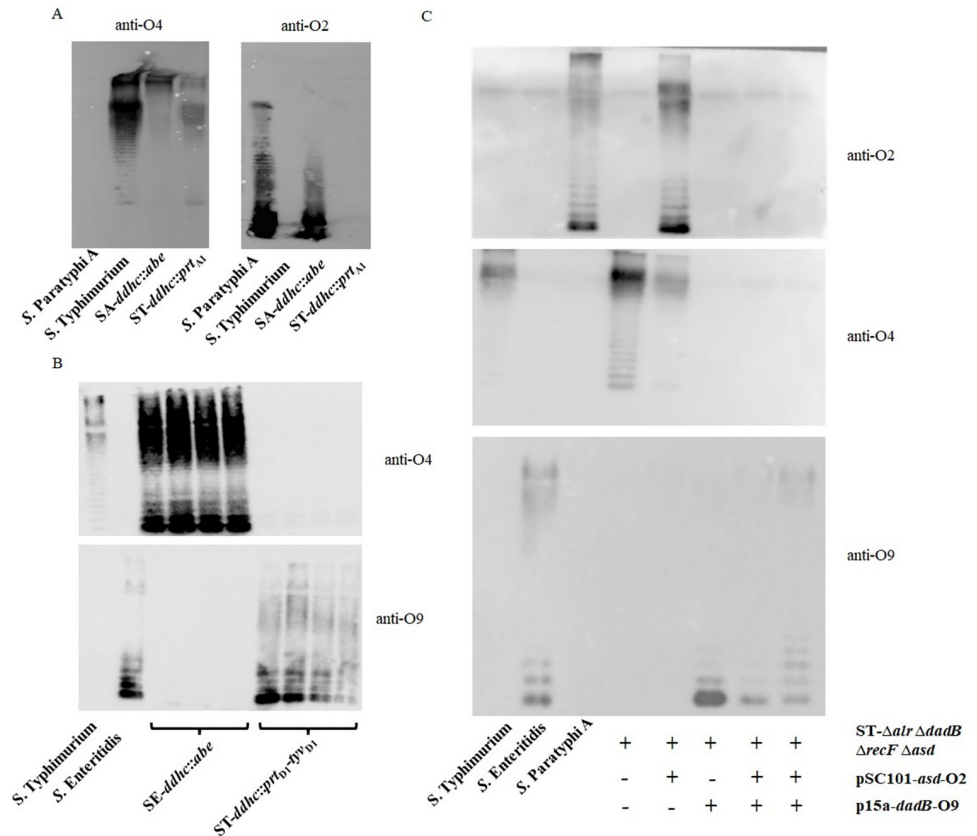 A
anti-O4
anti-O2
S. Paratyphi A
S. Typhimurium
SA-ddhc::abe
ST-ddhc::prtA1
S. Paratyphi A
S. Typhimurium
SA-ddhc::abe
ST-ddhc::prtA1
B
anti-O4
anti-O9
S. Typhimurium
S. Enteritidis
SE-ddhc::abe
ST-ddhc::prtD1-tyvD1
C
anti-O2
anti-O4
anti-O9
S. Typhimurium
S. Enteritidis
S. Paratyphi A
+ + + + + ST-Δalr ΔdadB
ΔrecF Δasd
- + - + + pSC101-asd-O2
- - + + + p15a-dadB-O9